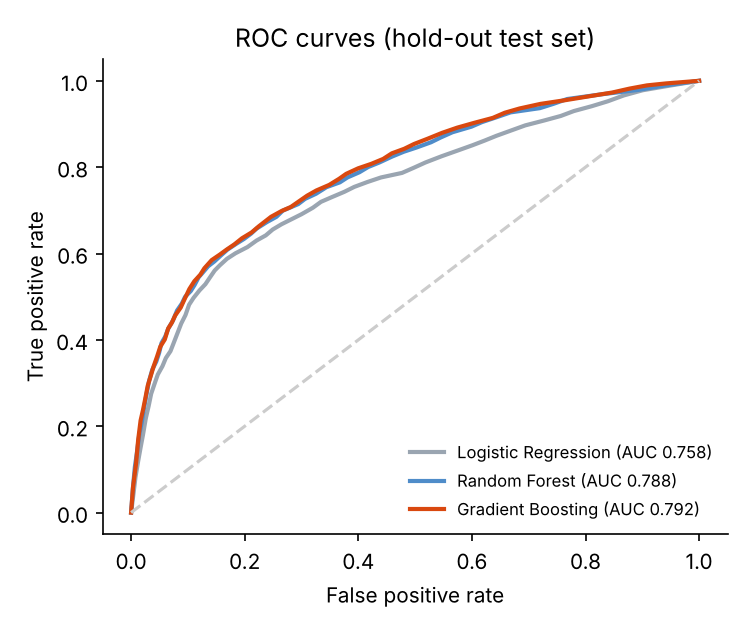 ROC curves (hold-out test set)
True positive rate
1.0
0.8
0.6
0.4
0.2
0.0
Logistic Regression (AUC 0.758)
Random Forest (AUC 0.788)
Gradient Boosting (AUC 0.792)
0.0 0.2 0.4 0.6 0.8 1.0
False positive rate